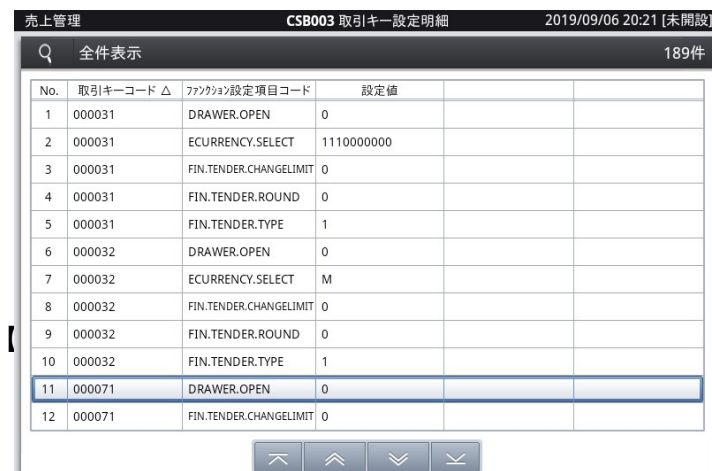 売上管理 CSB003 取引キー設定明細 2019/09/06 20:21 [未開設]
全件表示 189件
No. 取引キーコード △ ファンクション設定項目コード 設定値
1 000031 DRAWER.OPEN 0
2 000031 ECURRENCY.SELECT 1110000000
3 000031 FIN.TENDER.CHANGELIMIT 0
4 000031 FIN.TENDER.ROUND 0
5 000031 FIN.TENDER.TYPE 1
6 000032 DRAWER.OPEN 0
7 000032 ECURRENCY.SELECT M
8 000032 FIN.TENDER.CHANGELIMIT 0
9 000032 FIN.TENDER.ROUND 0
10 000032 FIN.TENDER.TYPE 1
11 000071 DRAWER.OPEN 0
12 000071 FIN.TENDER.CHANGELIMIT 0